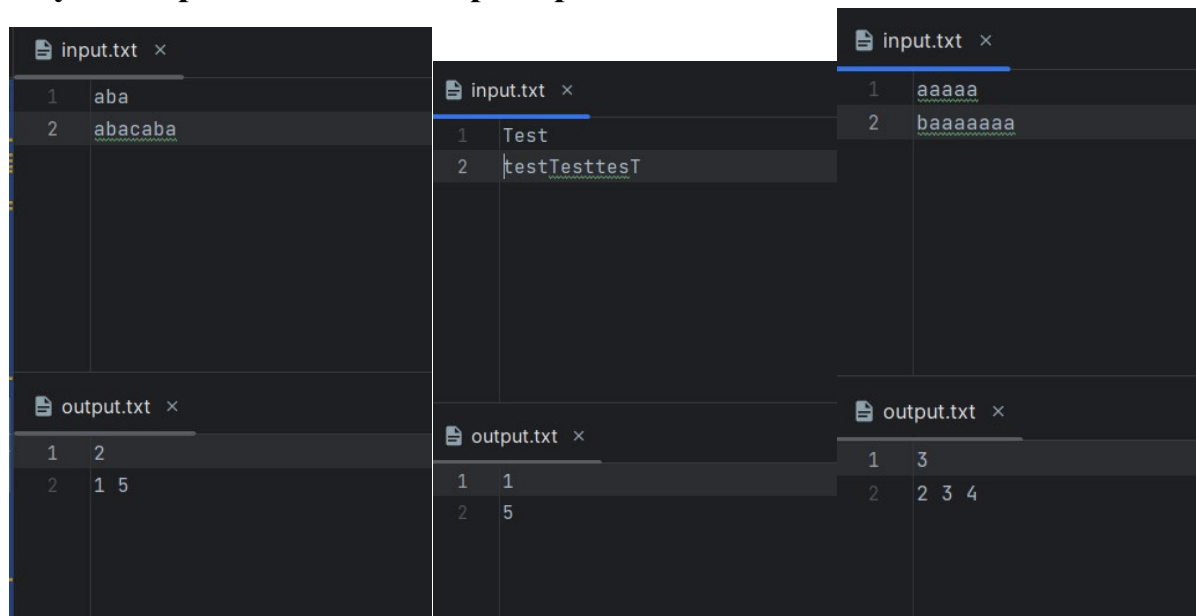 input.txt ×
1 aba
2 abacaba
output.txt ×
1 2
2 1 5
input.txt ×
1 Test
2 testTesttesT
output.txt ×
1 1
2 5
input.txt ×
1 aaaaa
2 baaaaaaa
output.txt ×
1 3
2 2 3 4